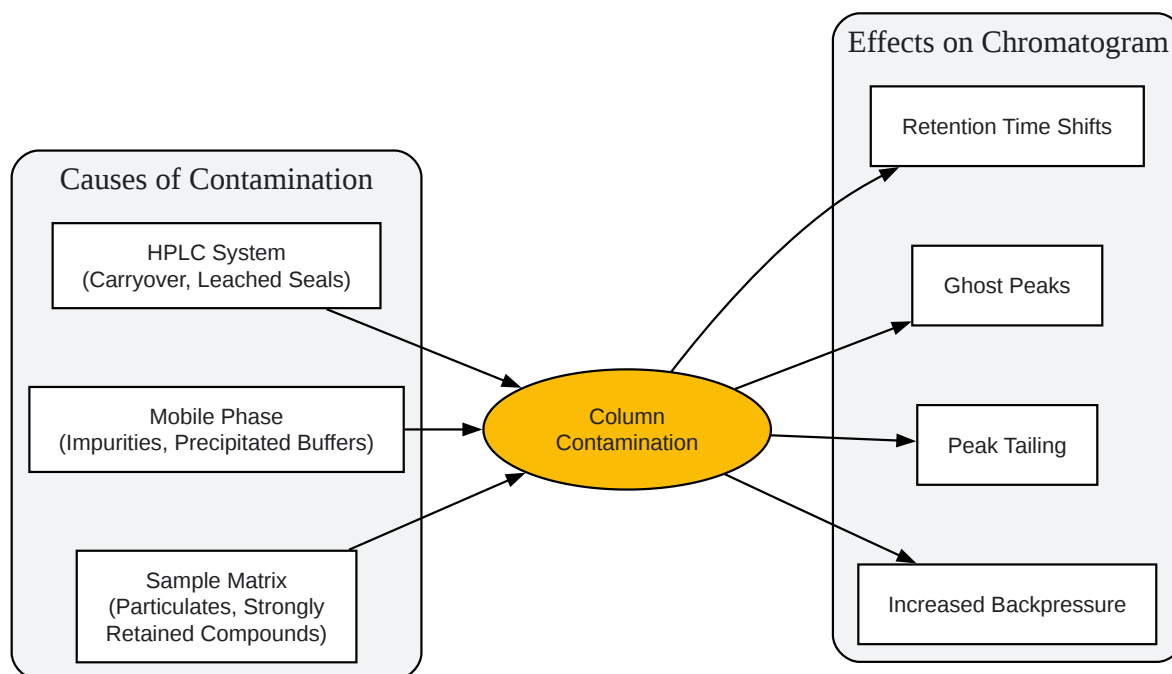 Causes of Contamination
HPLC System
(Carryover, Leached Seals)
Mobile Phase
(Impurities, Precipitated Buffers)
Sample Matrix
(Particulates, Strongly
Retained Compounds)
Column
Contamination
Effects on Chromatogram
Retention Time Shifts
Ghost Peaks
Peak Tailing
Increased Backpressure